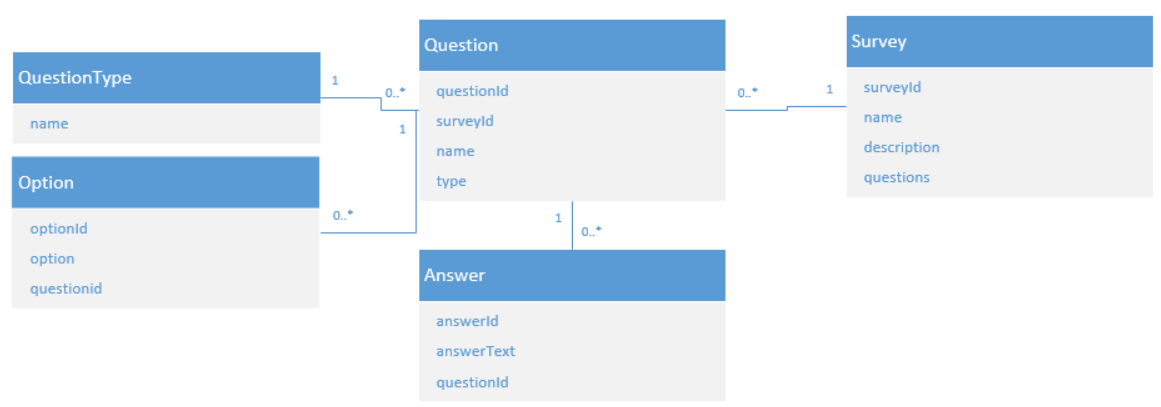 QuestionType
name
1
0..*
Option
optionId
option
questionid
0..*
1
Question
questionId
surveyId
name
type
1
0..*
Answer
answerId
answerText
questionId
0..*
1
Survey
surveyId
name
description
questions